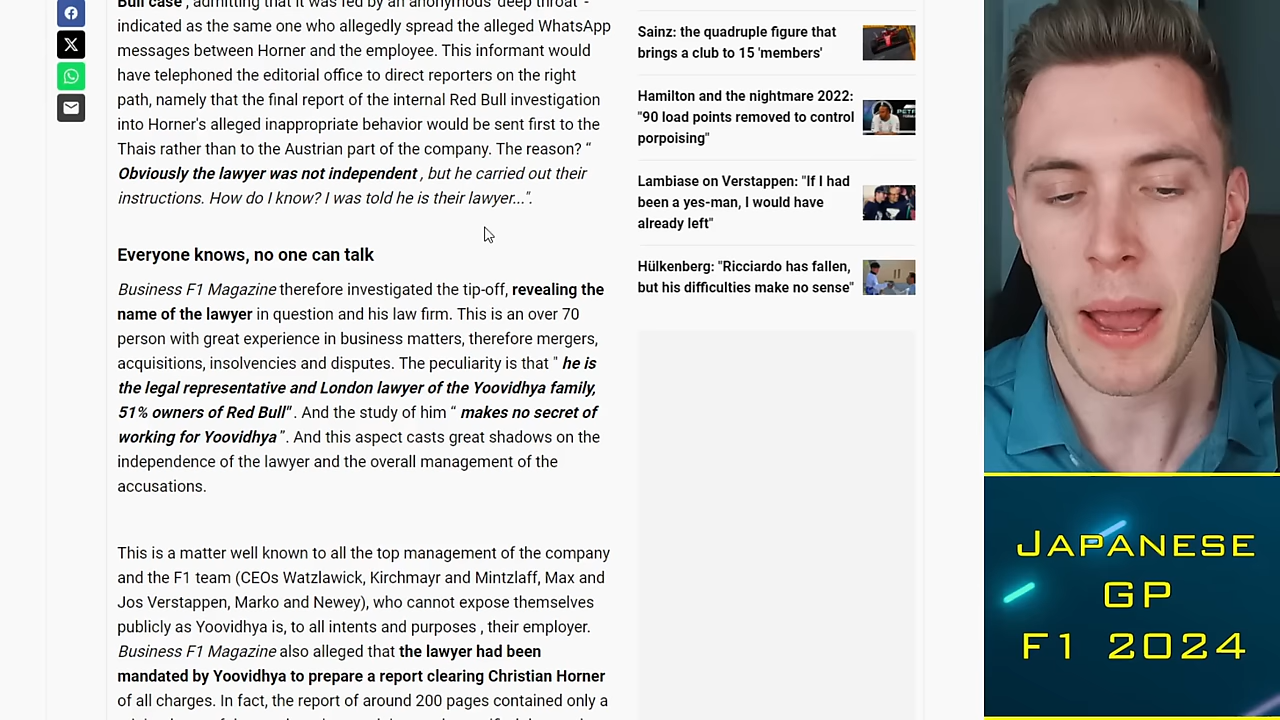 Bull case", admitting that it was fed by an anonymous 'deep throat' -
indicated as the same one who allegedly spread the alleged WhatsApp
messages between Horner and the employee. This informant would
have telephoned the editorial office to direct reporters on the right
path, namely that the final report of the internal Red Bull investigation
into Horner's alleged inappropriate behavior would be sent first to the
Thais rather than to the Austrian part of the company. The reason? “
Obviously the lawyer was not independent , but he carried out their
instructions. How do I know? I was told he is their lawyer...".
Everyone knows, no one can talk
Business F1 Magazine therefore investigated the tip-off, revealing the
name of the lawyer in question and his law firm. This is an over 70
person with great experience in business matters, therefore mergers,
acquisitions, insolvencies and disputes. The peculiarity is that " he is
the legal representative and London lawyer of the Yoovidhya family,
51% owners of Red Bull" . And the study of him “ makes no secret of
working for Yoovidhya ”. And this aspect casts great shadows on the
independence of the lawyer and the overall management of the
accusations.
This is a matter well known to all the top management of the company
and the F1 team (CEOs Watzlawick, Kirchmayr and Mintzlaff, Max and
Jos Verstappen, Marko and Newey), who cannot expose themselves
publicly as Yoovidhya is, to all intents and purposes , their employer.
Business F1 Magazine also alleged that the lawyer had been
mandated by Yoovidhya to prepare a report clearing Christian Horner
of all charges. In fact, the report of around 200 pages contained only a
Sainz: the quadruple figure that
brings a club to 15 'members'
Hamilton and the nightmare 2022:
"90 load points removed to control
porpoising"
Lambiase on Verstappen: "If I had
been a yes-man, I would have
already left"
Hülkenberg: "Ricciardo has fallen,
but his difficulties make no sense"
JAPANESE
GP
F1 2024